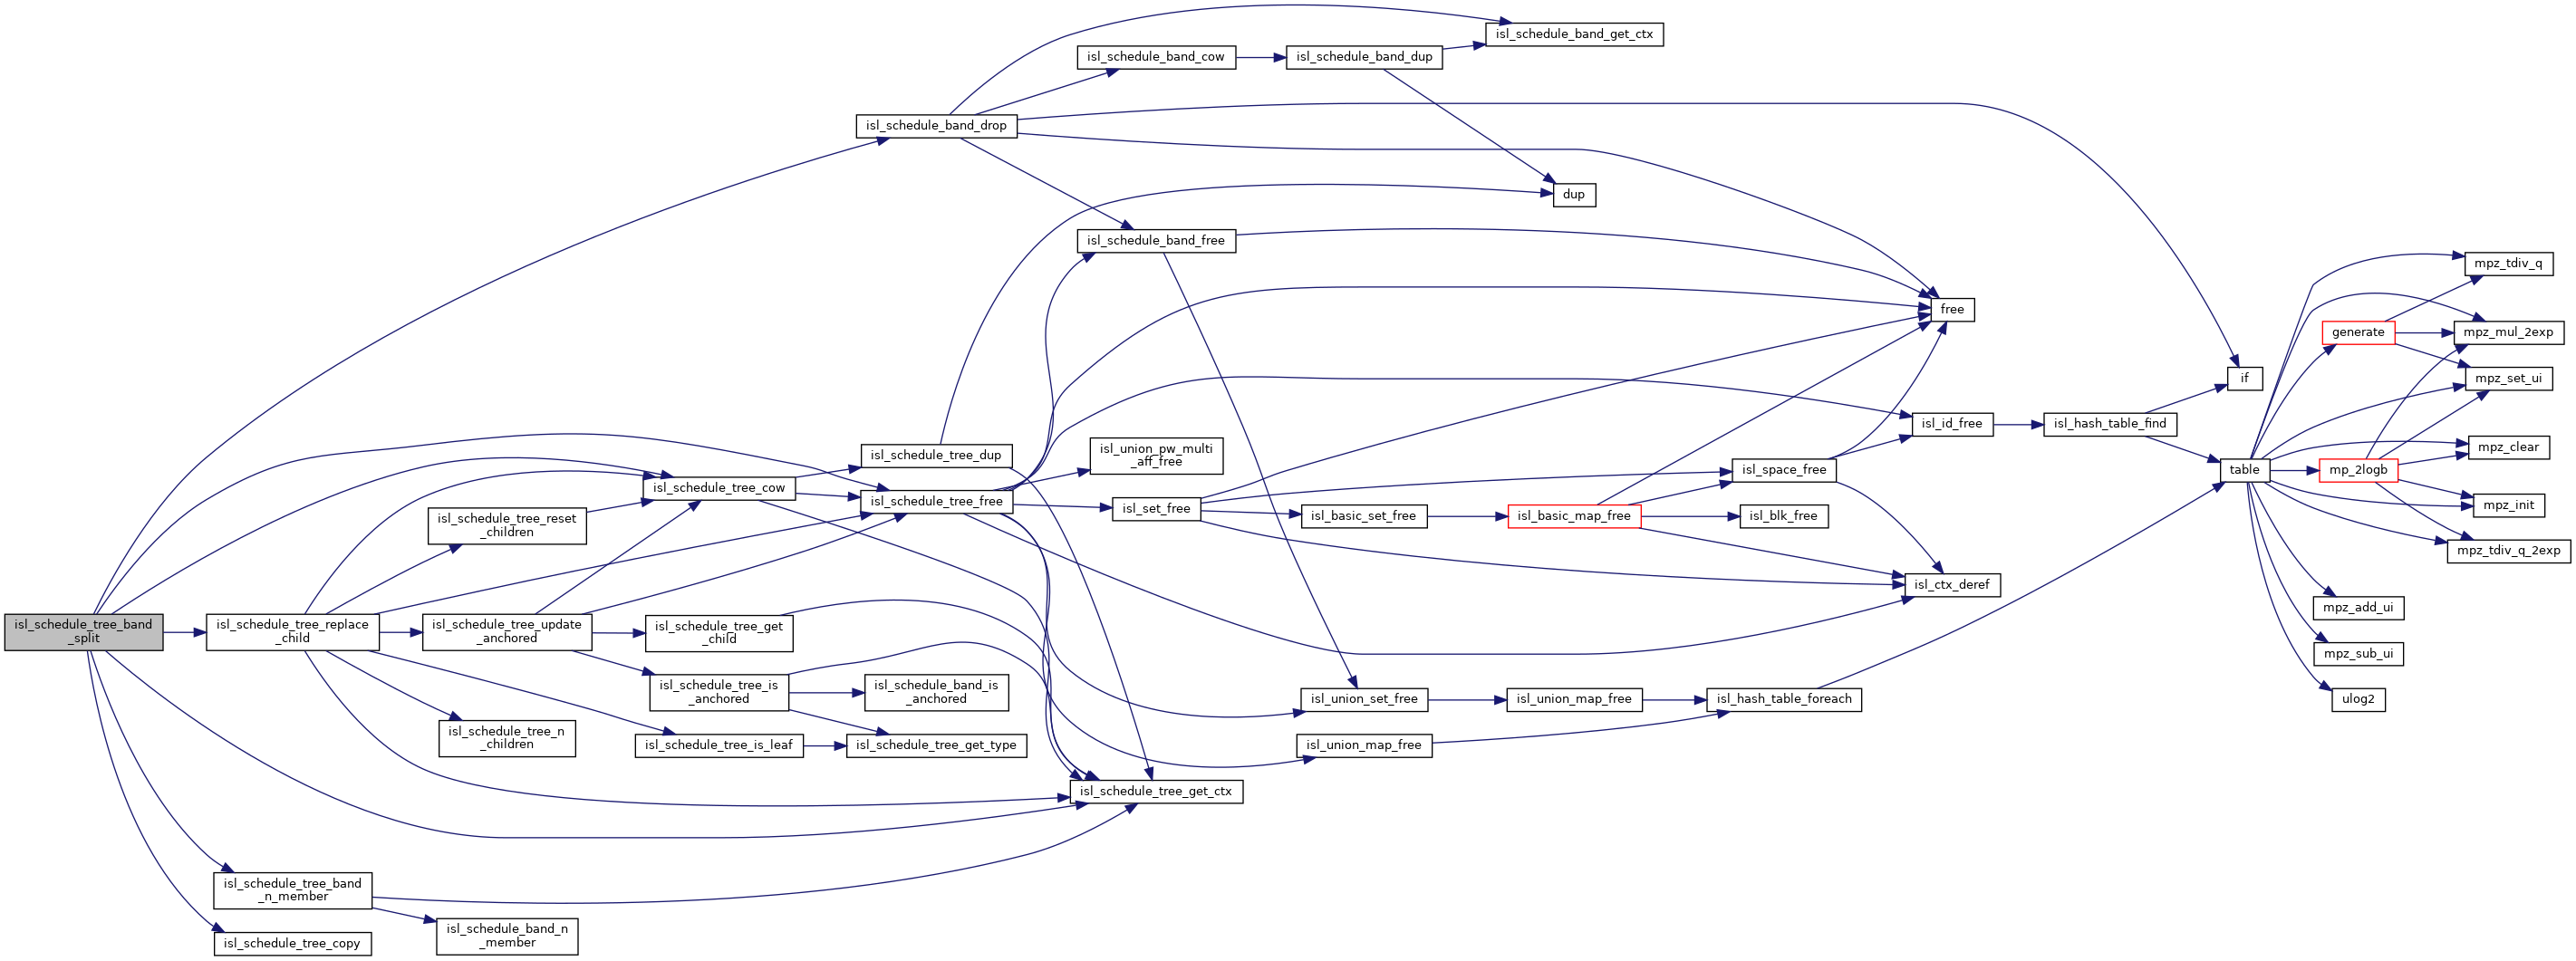 isl_schedule_tree_band
_split
isl_schedule_band_drop
isl_schedule_band_cow
isl_schedule_band_dup
isl_schedule_band_get_ctx
dup
isl_schedule_band_free
free
if
isl_schedule_tree_replace
_child
isl_schedule_tree_reset
_children
isl_schedule_tree_update
_anchored
isl_schedule_tree_cow
isl_schedule_tree_dup
isl_schedule_tree_free
isl_union_pw_multi
_aff_free
isl_set_free
isl_basic_set_free
isl_basic_map_free
isl_space_free
isl_blk_free
isl_ctx_deref
isl_id_free
isl_hash_table_find
table
generate
mp_2logb
mpz_tdiv_q
mpz_mul_2exp
mpz_set_ui
mpz_clear
mpz_init
mpz_tdiv_q_2exp
mpz_add_ui
mpz_sub_ui
ulog2
isl_schedule_tree_get
_child
isl_schedule_tree_is
_anchored
isl_schedule_band_is
_anchored
isl_schedule_tree_n
_children
isl_schedule_tree_is_leaf
isl_schedule_tree_get_type
isl_union_set_free
isl_union_map_free
isl_hash_table_foreach
isl_union_map_free
isl_schedule_tree_get_ctx
isl_schedule_tree_band
_n_member
isl_schedule_band_n
_member
isl_schedule_tree_copy